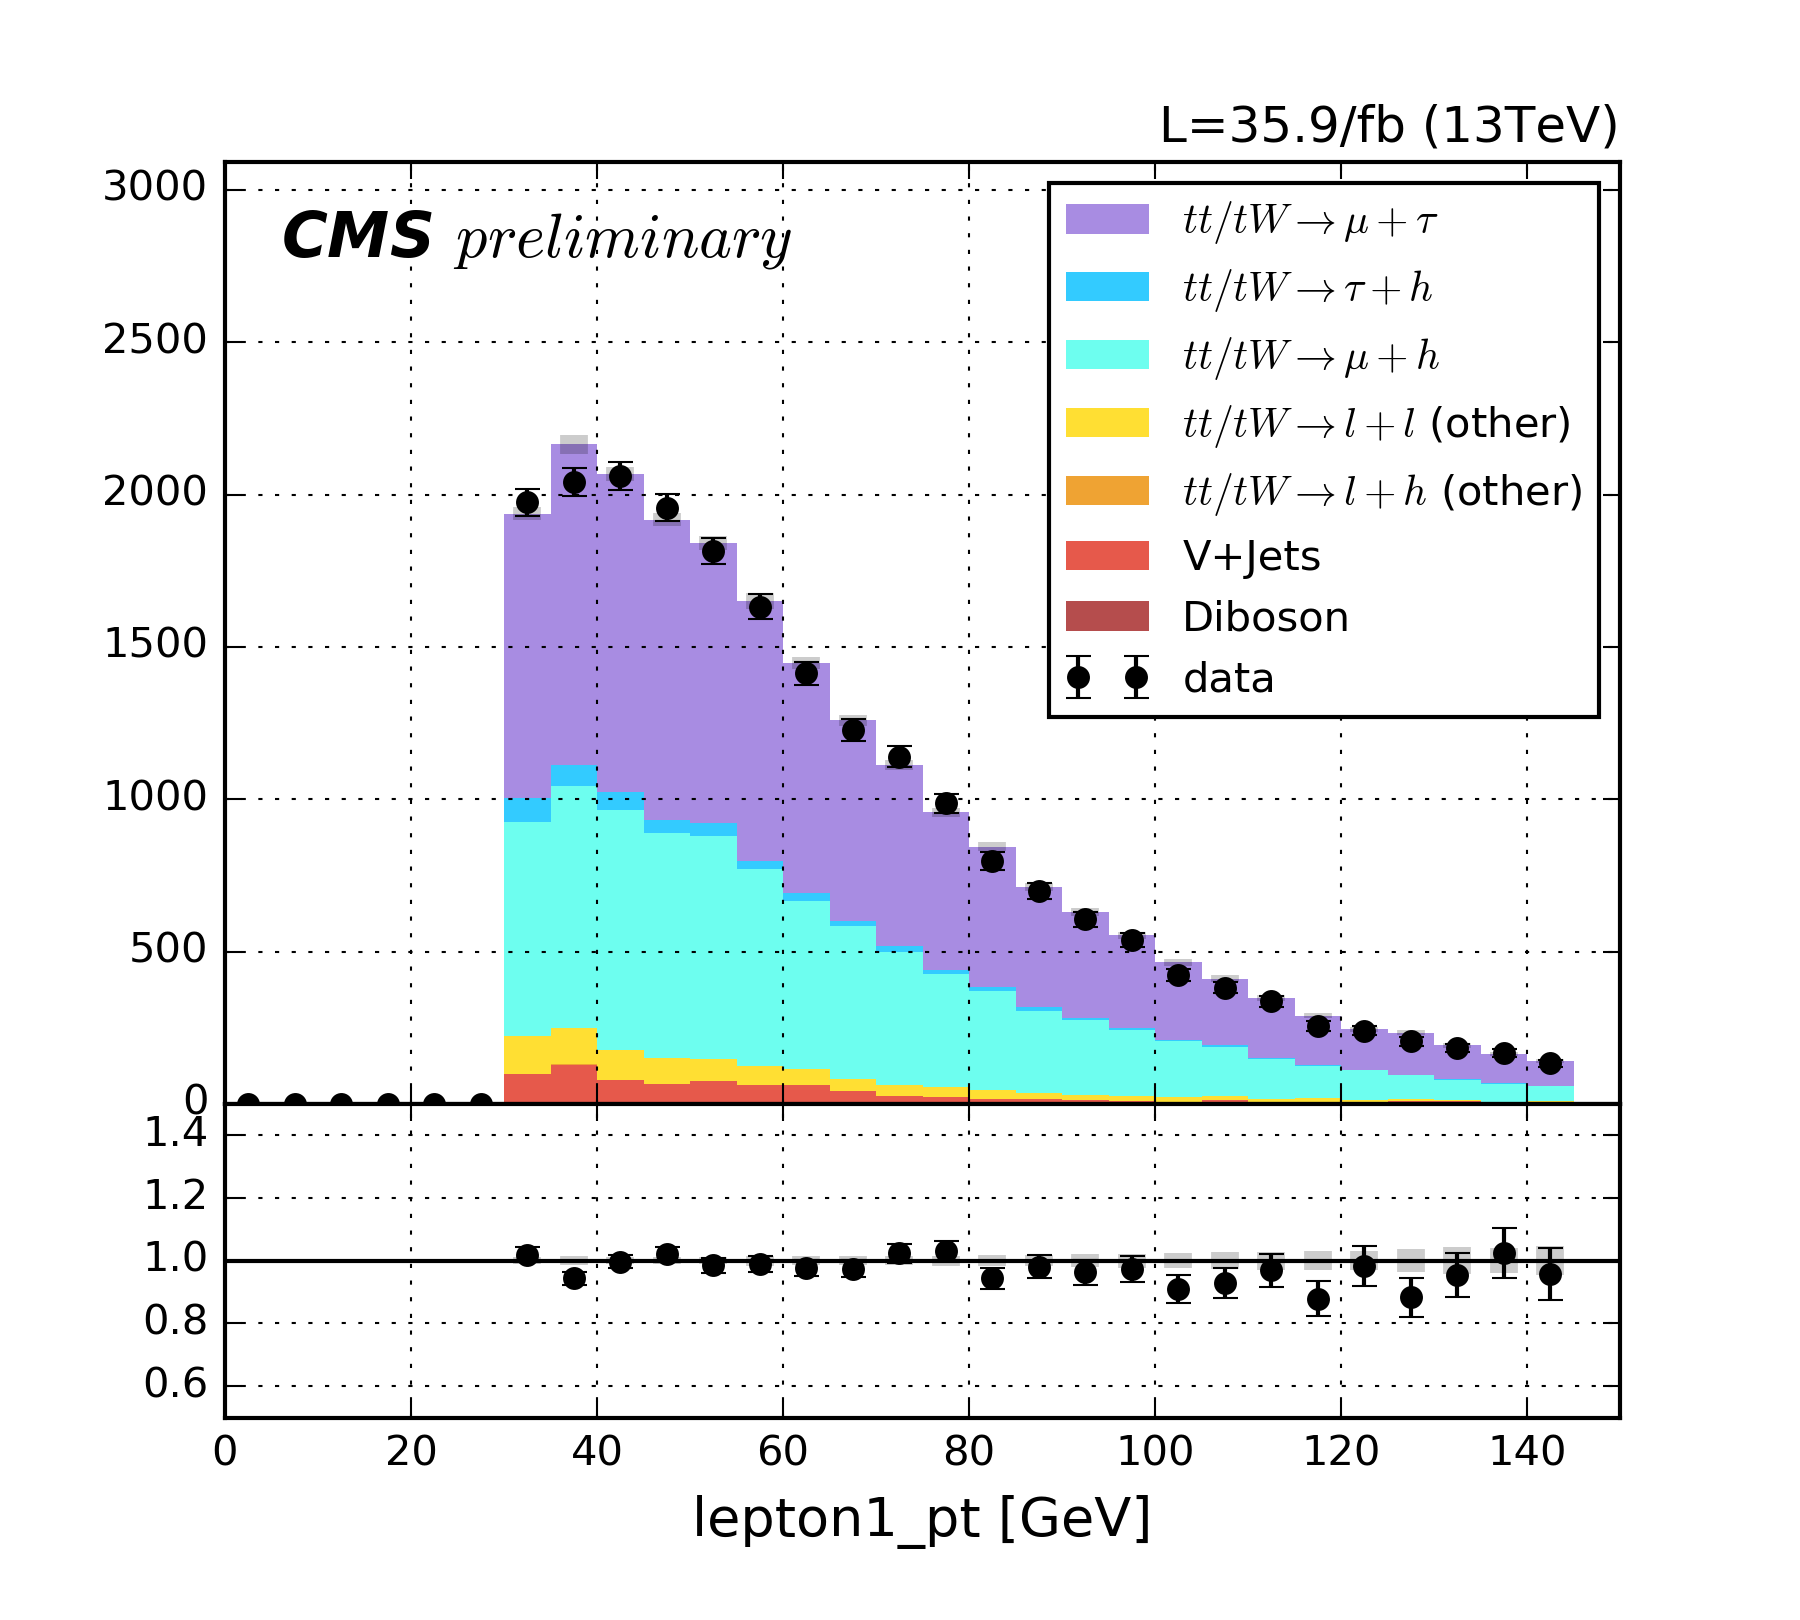 L=35.9/fb (13TeV)
CMS preliminary
3000
2500
2000
1500
1000
500
0
tt/tW → μ + τ
tt/tW → τ + h
tt/tW → μ + h
tt/tW → l + l (other)
tt/tW → l + h (other)
V+Jets
Diboson
data
1.4
1.2
1.0
0.8
0.6
0 20 40 60 80 100 120 140
lepton1_pt [GeV]